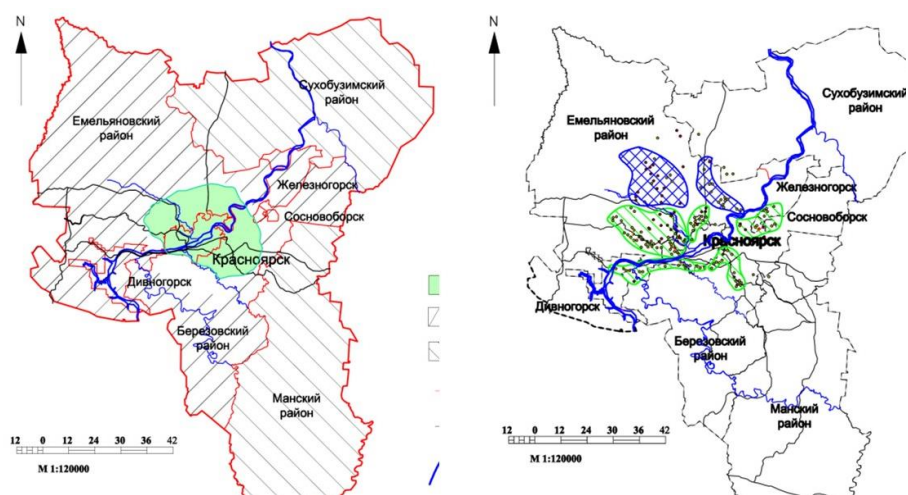 N
Сухобузимский
район
Емельяновский
район
Железногорск
Сосновоборск
Красноярск
Дивногорск
Березовский
район
Манский
район
12 0 12 24 36 42
М 1:120000
N
Сухобузимский
район
Емельяновский
район
Железногорск
Сосновоборск
Красноярск
Дивногорск
Березовский
район
Манский
район
12 0 12 24 36 42
М 1:120000